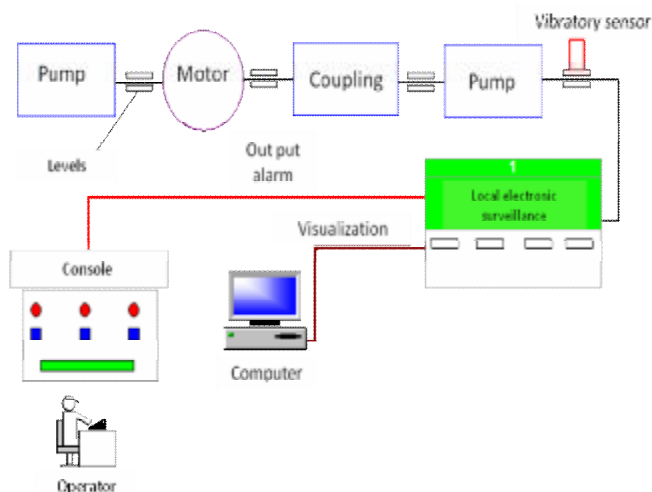 Vibratory sensor
Pump
Motor
Coupling
Pump
Levels
Out put
alarm
1
Local electronic
surveillance
Visualization
Console
Computer
Operator